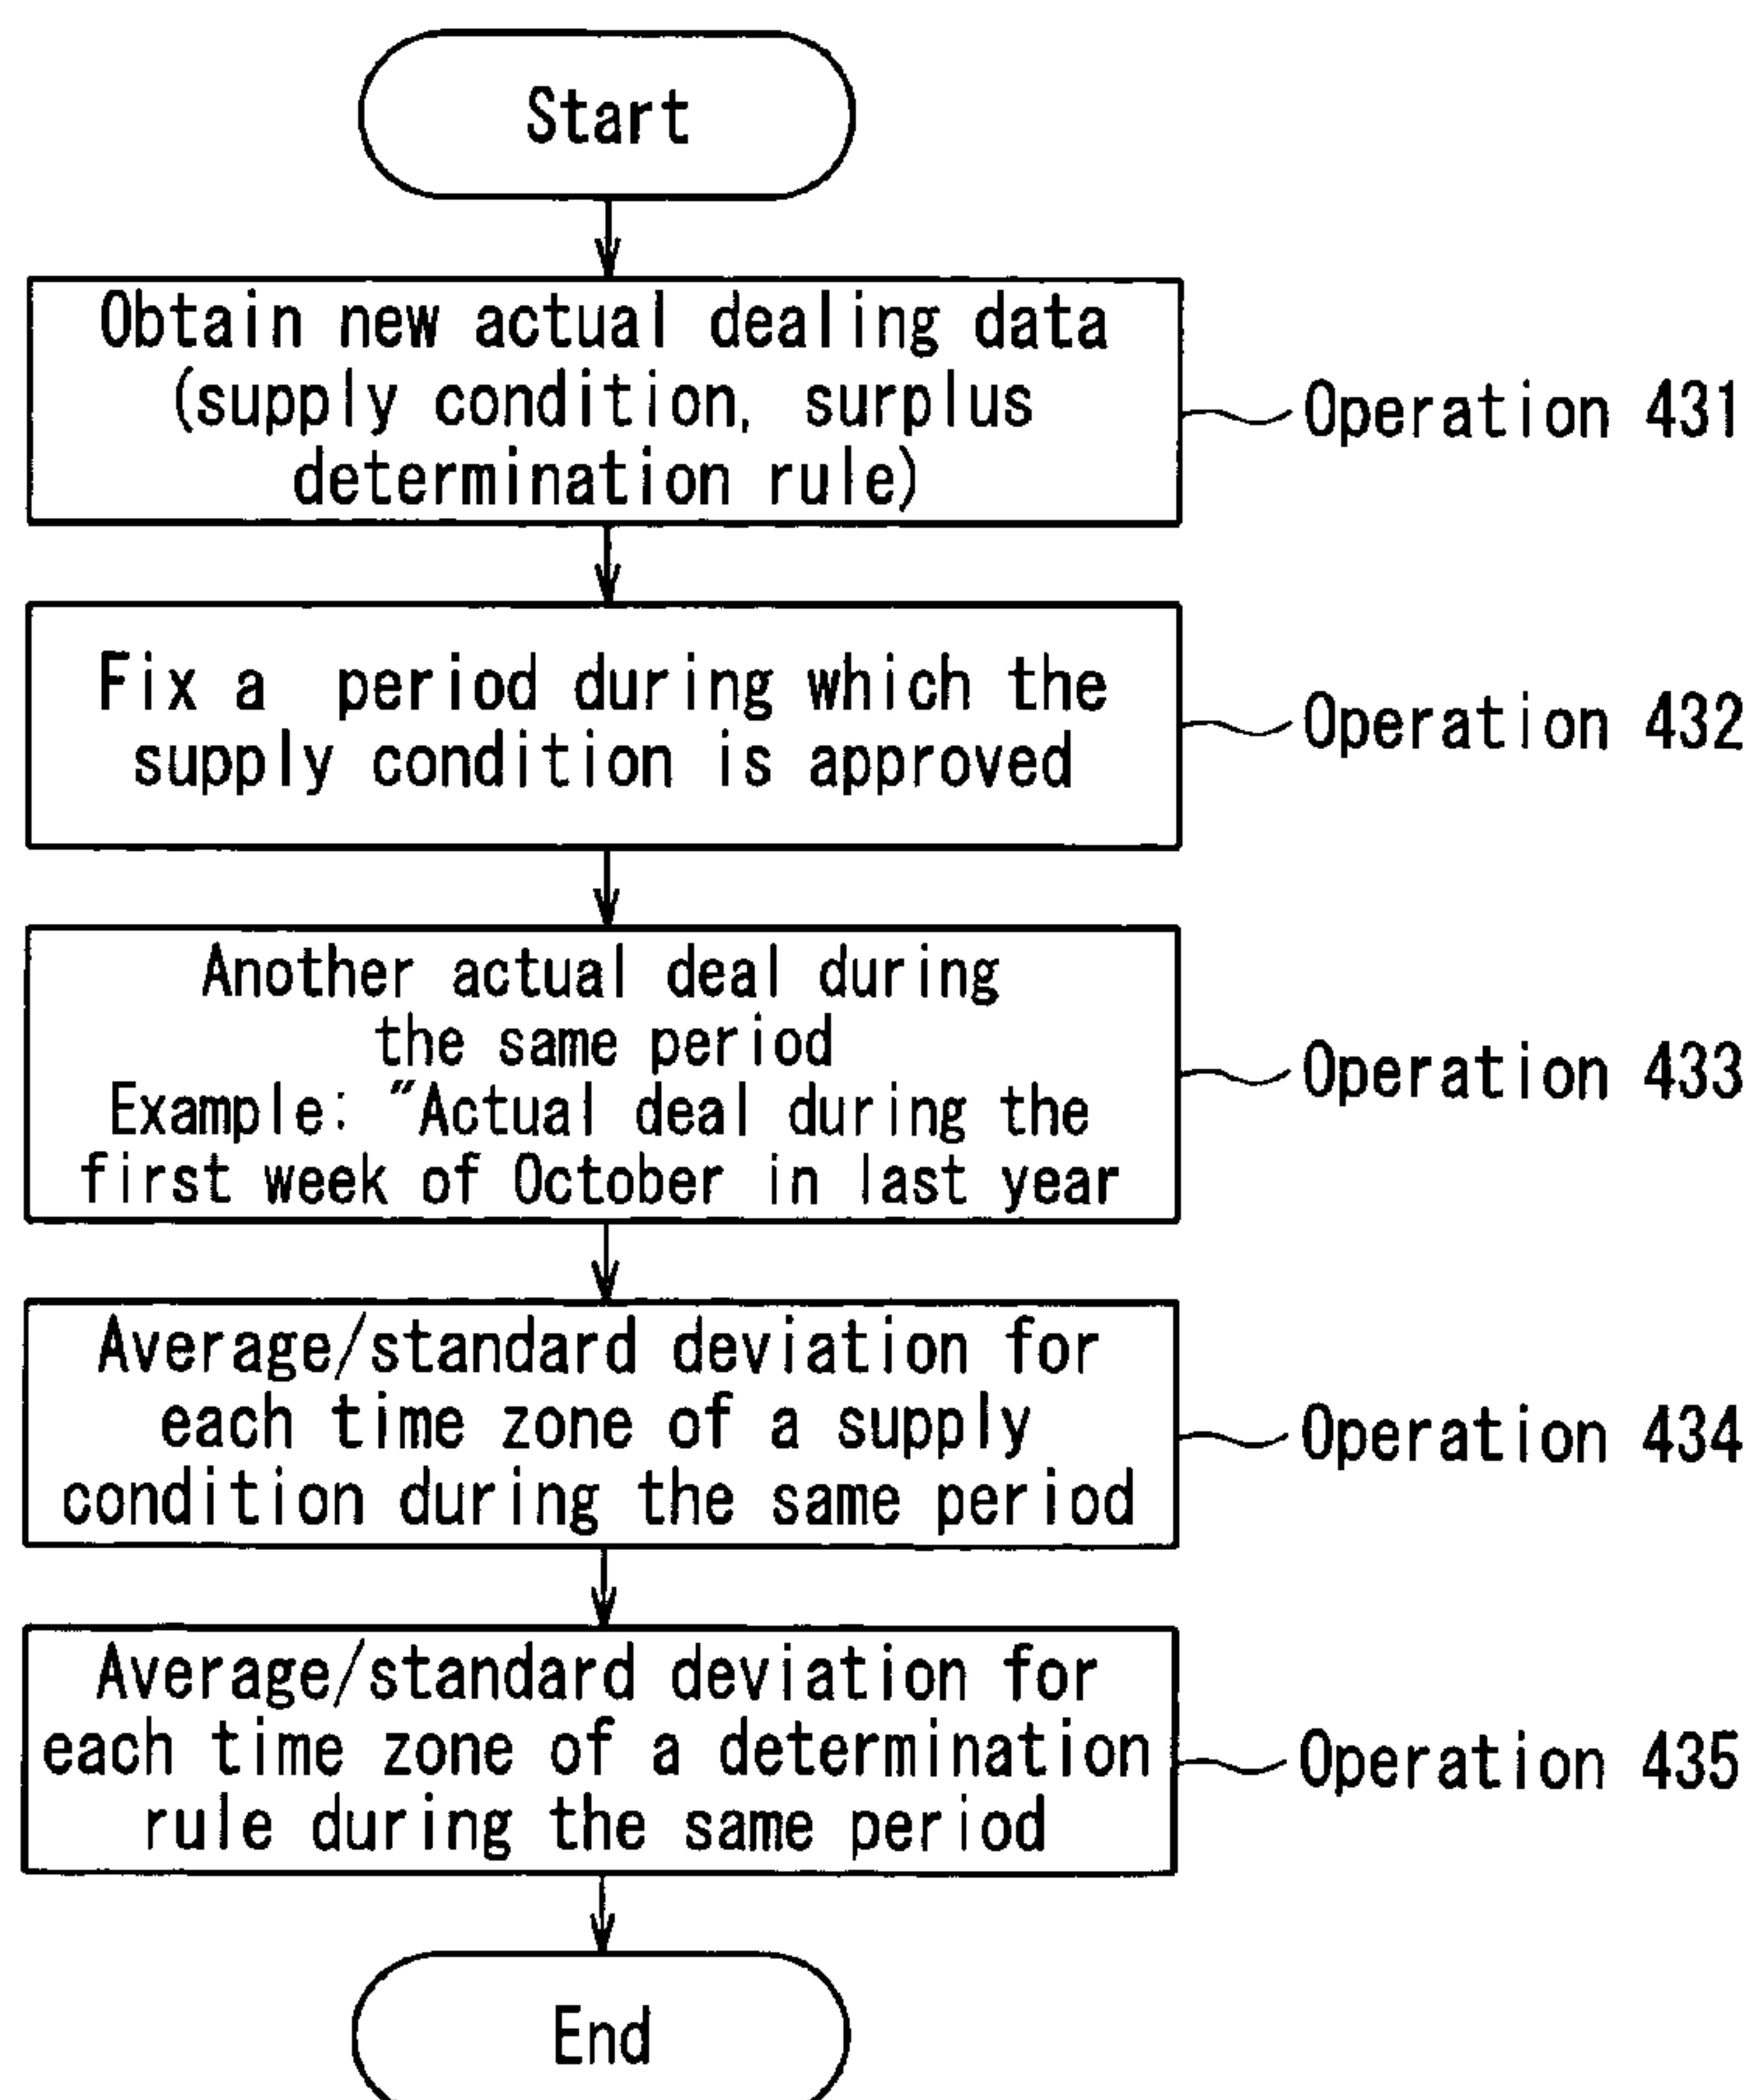 Start
Obtain new actual dealing data
(supply condition, surplus
determination rule)
Operation 431
Fix a period during which the
supply condition is approved
Operation 432
Another actual deal during
the same period
Example: "Actual deal during the
first week of October in last year
Operation 433
Average/standard deviation for
each time zone of a supply
condition during the same period
Operation 434
Average/standard deviation for
each time zone of a determination
rule during the same period
Operation 435
End